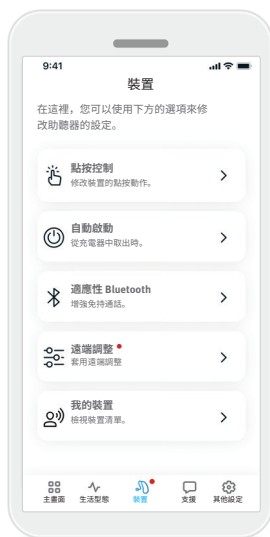 9:41
裝置
在這裡，您可以使用下方的選項來修
改助聽器的設定。
點按控制
修改裝置的點按動作。
自動啟動
從充電器中取出時。
適應性 Bluetooth
增強免持通話。
遠端調整
套用遠端調整
我的裝置
檢視裝置清單。
主畫面 生活型態 裝置 支援 其他設定